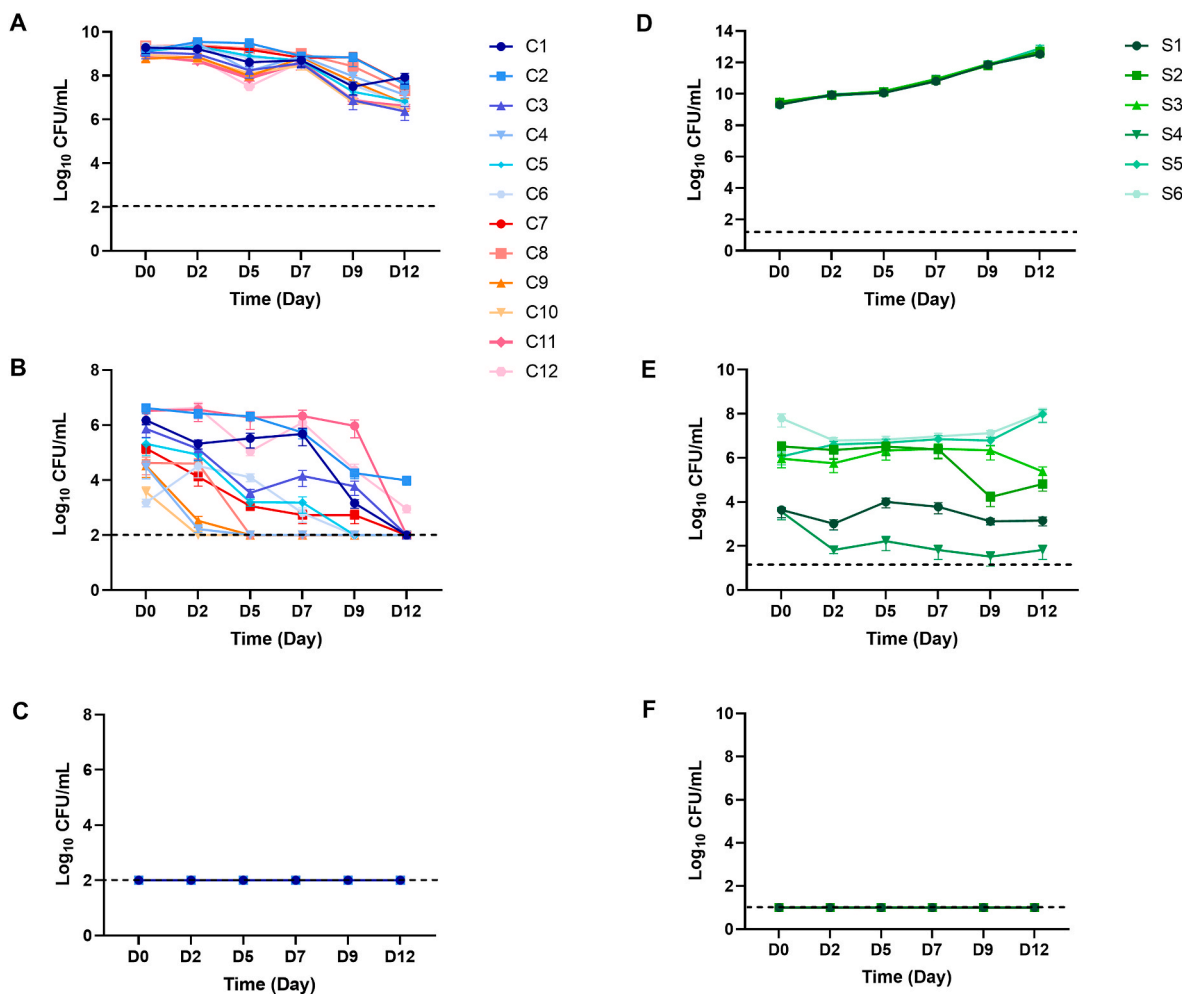 A
Log10 CFU/mL
10
8
6
4
2
0
D0 D2 D5 D7 D9 D12
Time (Day)
C1
C2
C3
C4
C5
C6
C7
C8
C9
C10
C11
C12
D
Log10 CFU/mL
14
12
10
8
6
4
2
0
D0 D2 D5 D7 D9 D12
Time (Day)
S1
S2
S3
S4
S5
S6
B
Log10 CFU/mL
8
6
4
2
0
D0 D2 D5 D7 D9 D12
Time (Day)
E
Log10 CFU/mL
10
8
6
4
2
0
D0 D2 D5 D7 D9 D12
Time (Day)
C
Log10 CFU/mL
8
6
4
2
0
D0 D2 D5 D7 D9 D12
Time (Day)
F
Log10 CFU/mL
10
8
6
4
2
0
D0 D2 D5 D7 D9 D12
Time (Day)